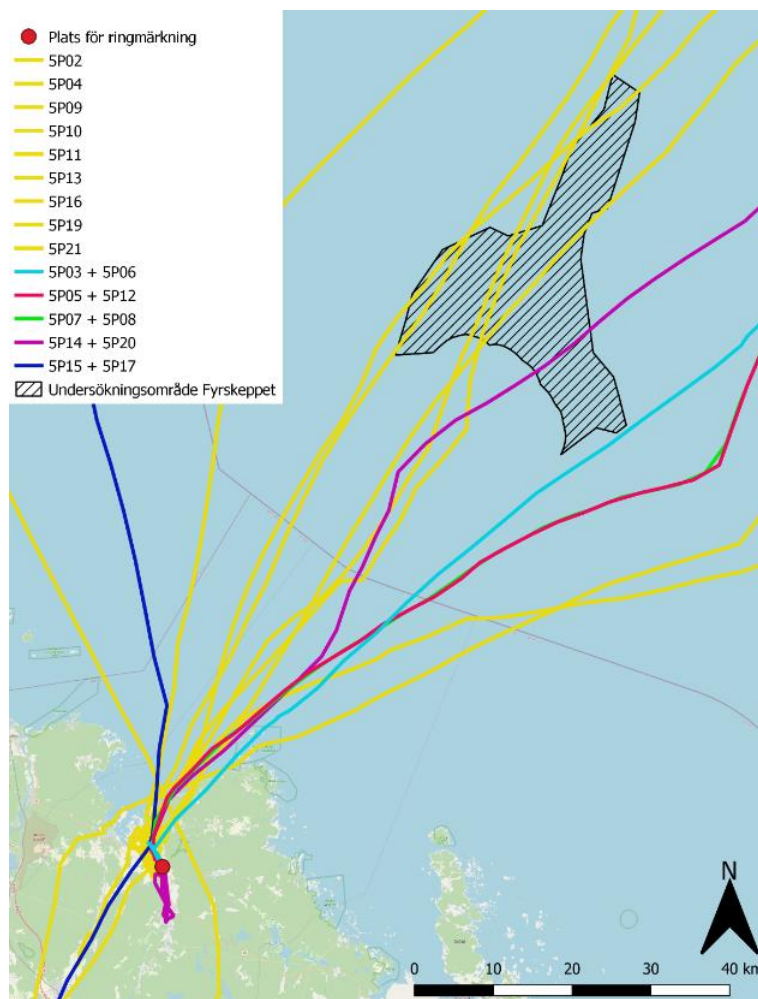 Plats för ringmärkning
5P02
5P04
5P09
5P10
5P11
5P13
5P16
5P19
5P21
5P03 + 5P06
5P05 + 5P12
5P07 + 5P08
5P14 + 5P20
5P15 + 5P17
Undersökningsområde Fyrskeppet
N
0 10 20 30 40 km